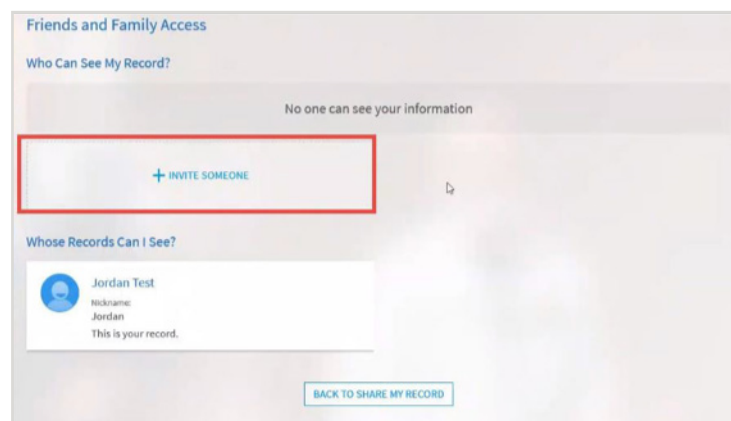 Friends and Family Access
Who Can See My Record?
No one can see your information
+ INVITE SOMEONE
Whose Records Can I See?
Jordan Test
Nickname:
Jordan
This is your record.
BACK TO SHARE MY RECORD